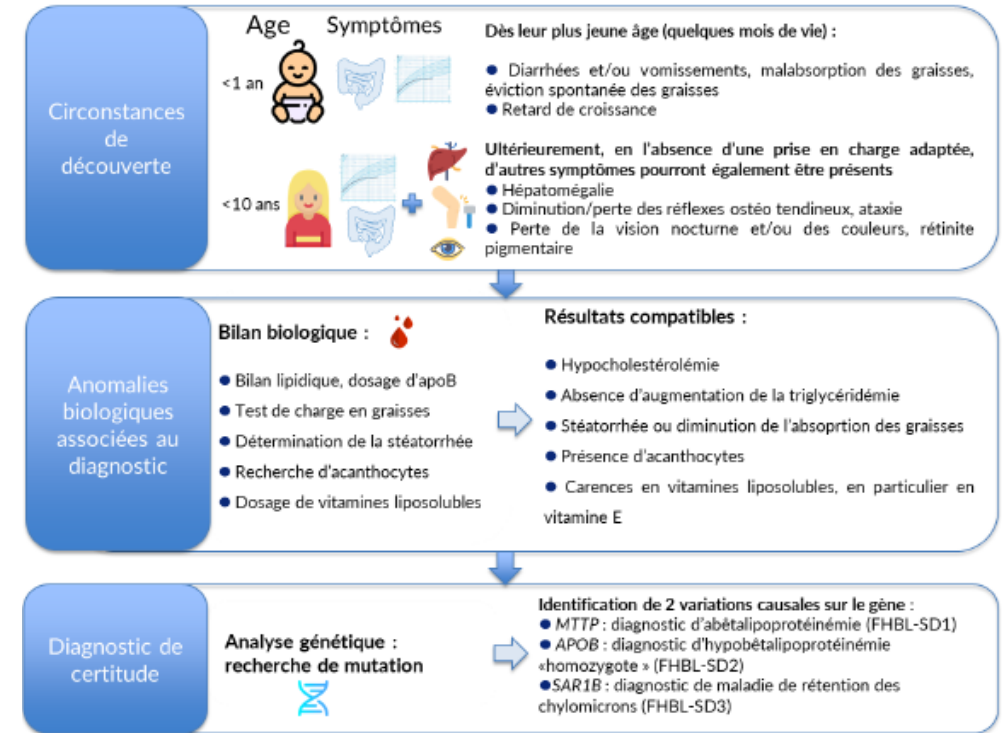 Circonstances
de
découverte
Age
Symptômes
<1 an
<10 ans
Dès leur plus jeune âge (quelques mois de vie) :
● Diarrhées et/ou vomissements, malabsorption des graisses,
éviction spontanée des graisses
● Retard de croissance
Ultérieurement, en l'absence d'une prise en charge adaptée,
d'autres symptômes pourront également être présents
● Hépatomégalie
● Diminution/perte des réflexes ostéo tendineux, ataxie
● Perte de la vision nocturne et/ou des couleurs, rétinite
pigmentaire
Anomalies
biologiques
associées au
diagnostic
Bilan biologique :
● Bilan lipidique, dosage d'apoB
● Test de charge en graisses
● Détermination de la stéatorrhée
● Recherche d'acanthocytes
● Dosage de vitamines liposolubles
Résultats compatibles :
● Hypocholestérolémie
● Absence d'augmentation de la triglycéridémie
● Stéatorrhée ou diminution de l'absoprtion des graisses
● Présence d'acanthocytes
● Carences en vitamines liposolubles, en particulier en
vitamine E
Diagnostic de
certitude
Analyse génétique :
recherche de mutation
Identification de 2 variations causales sur le gène :
● MTTP : diagnostic d'abêtalipoprotéinémie (FHBL-SD1)
● APOB : diagnostic d'hypobêtalipoprotéinémie
«homozygote » (FHBL-SD2)
●SAR1B : diagnostic de maladie de rétention des
chylomicrons (FHBL-SD3)